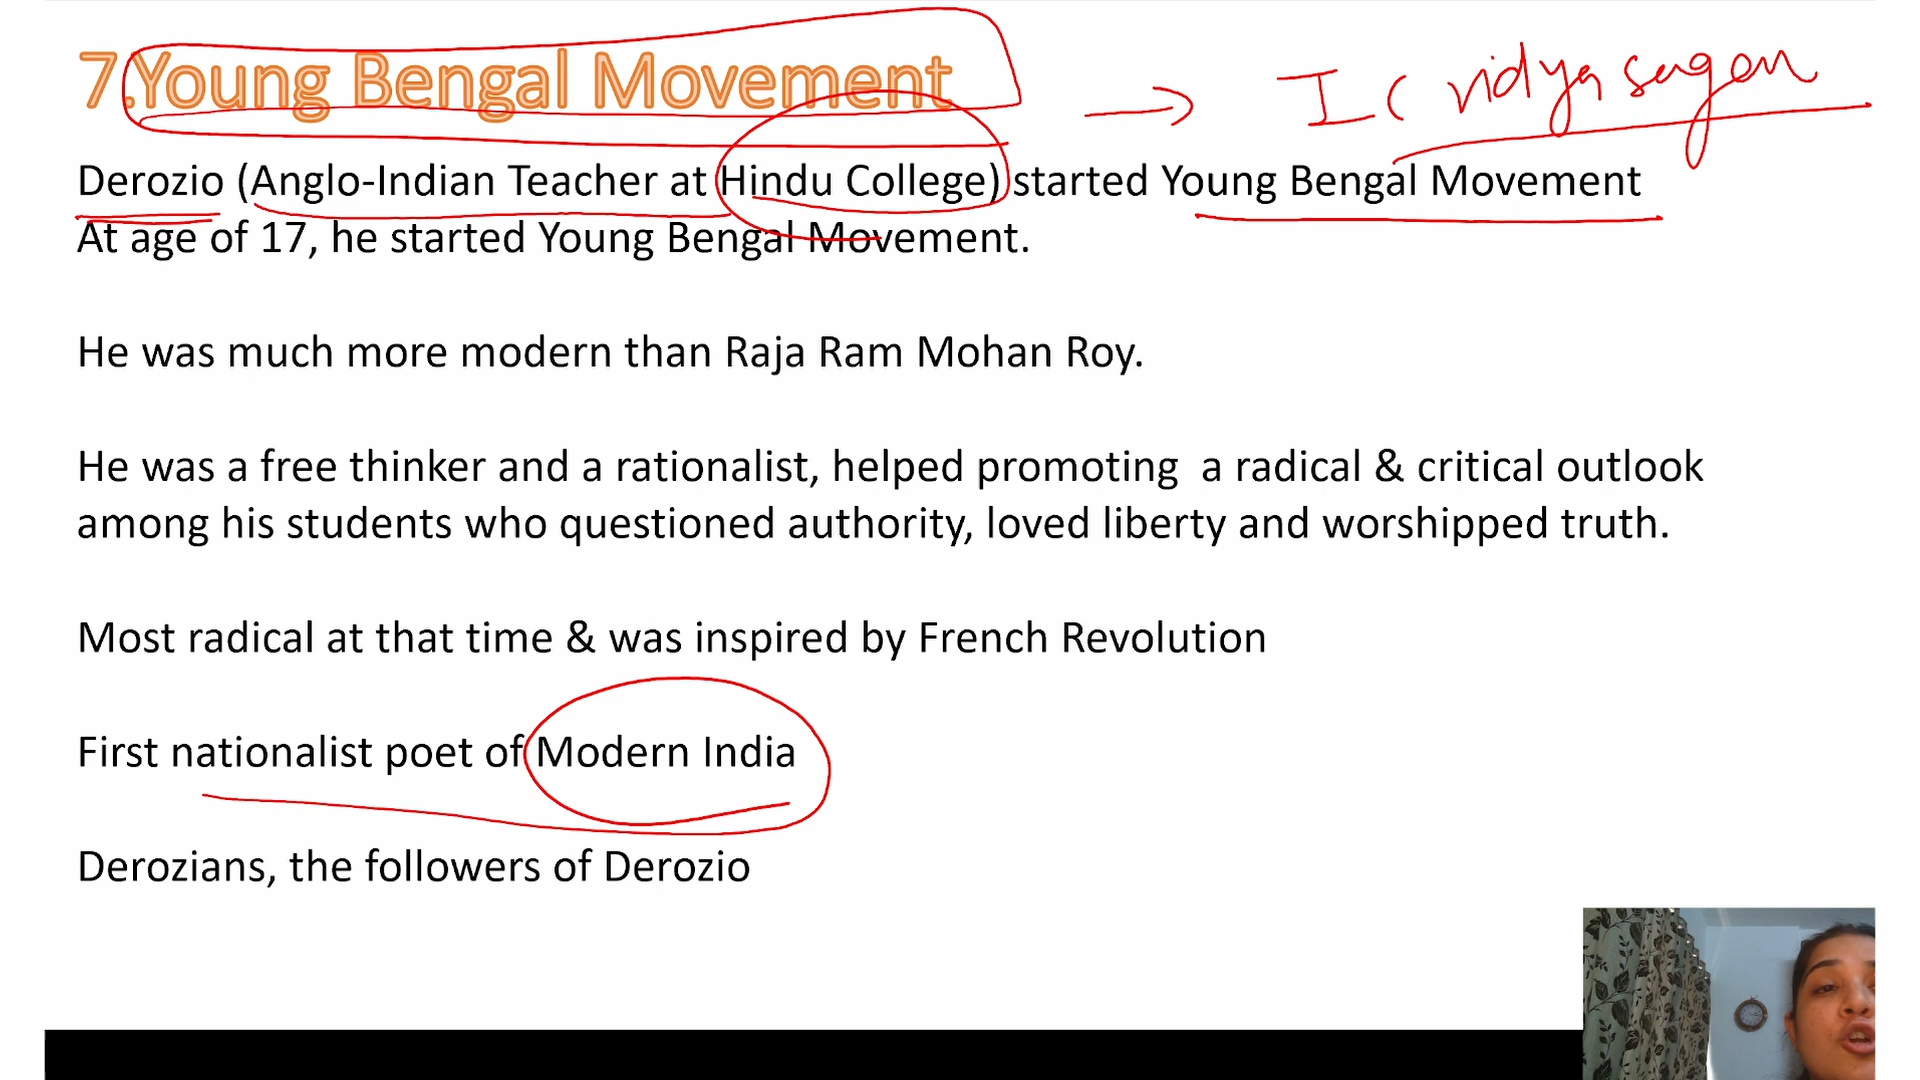 7.Young Bengal Movement
→ I C vidyasagar
Derozio (Anglo-Indian Teacher at Hindu College) started Young Bengal Movement
At age of 17, he started Young Bengal Movement.
He was much more modern than Raja Ram Mohan Roy.
He was a free thinker and a rationalist, helped promoting  a radical & critical outlook
among his students who questioned authority, loved liberty and worshipped truth.
Most radical at that time & was inspired by French Revolution
First nationalist poet of Modern India
Derozians, the followers of Derozio